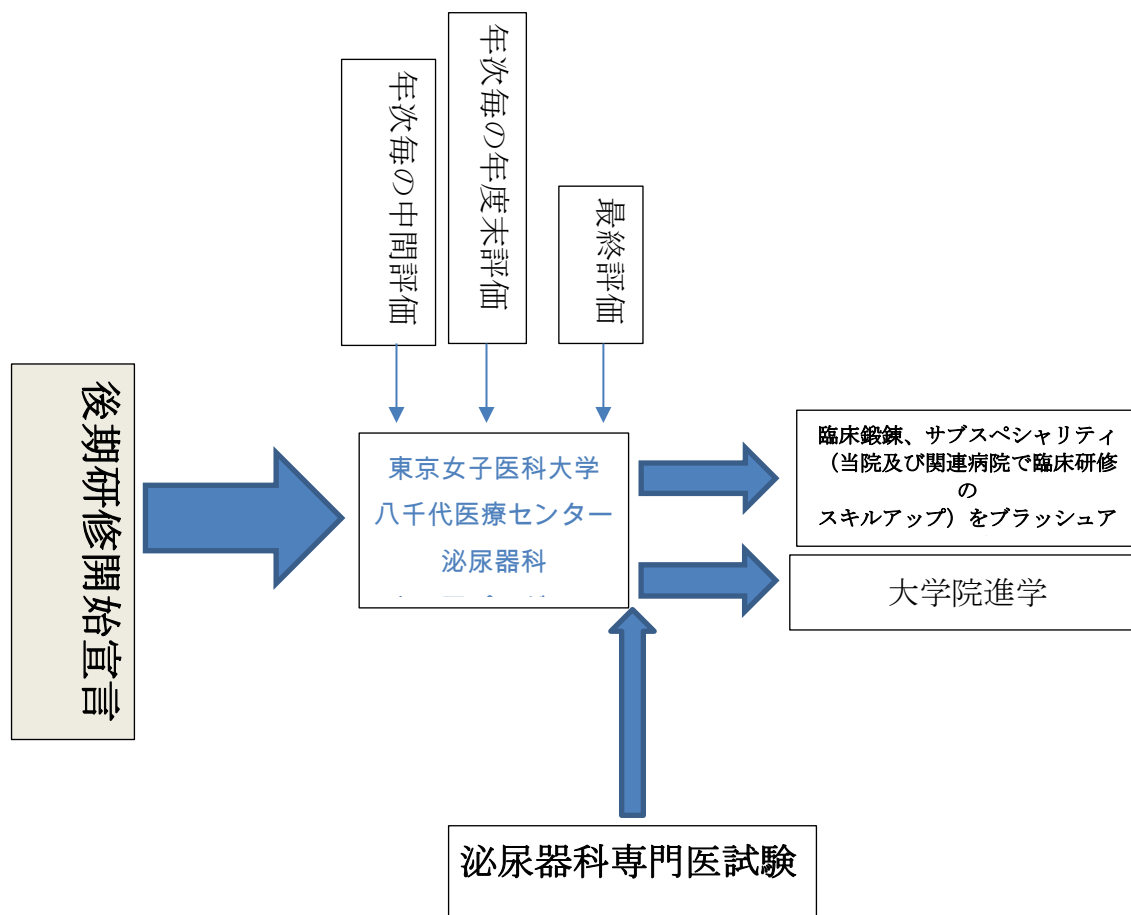 年次毎の中間評価
年次毎の年度末評価
最終評価
後期研修開始宣言
東京女子医科大学
八千代医療センター
泌尿器科
臨床鍛錬、サブスペシャリティ
（当院及び関連病院で臨床研修
の
スキルアップ）をブラッシュア
大学院進学
泌尿器科専門医試験